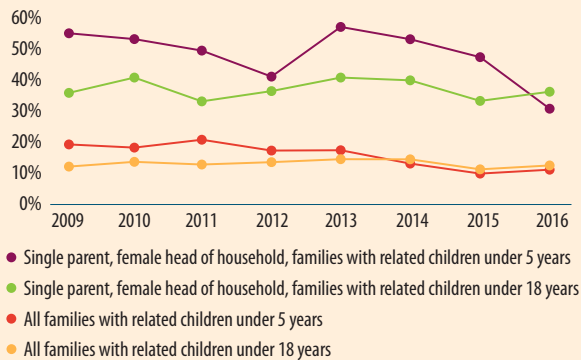 60%
50%
40%
30%
20%
10%
0%
2009 2010 2011 2012 2013 2014 2015 2016
Single parent, female head of household, families with related children under 5 years
Single parent, female head of household, families with related children under 18 years
All families with related children under 5 years
All families with related children under 18 years